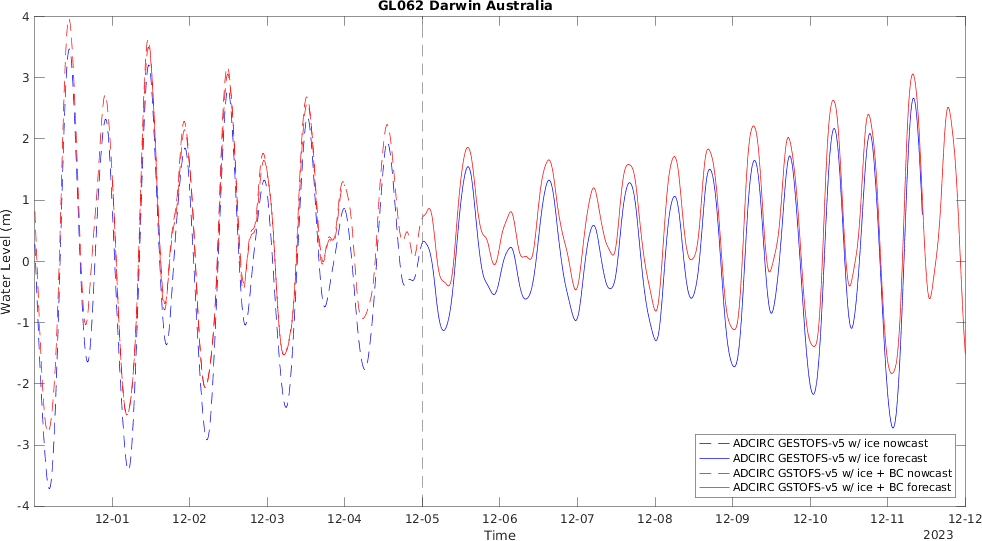 GL062 Darwin Australia
4
3
2
1
0
-1
-2
-3
-4
Water Level (m)
12-01 12-02 12-03 12-04 12-05 12-06 12-07 12-08 12-09 12-10 12-11 12-12
Time
2023
ADCIRC GESTOFS-v5 w/ ice nowcast
ADCIRC GESTOFS-v5 w/ ice forecast
ADCIRC GSTOFS-v5 w/ ice + BC nowcast
ADCIRC GSTOFS-v5 w/ ice + BC forecast